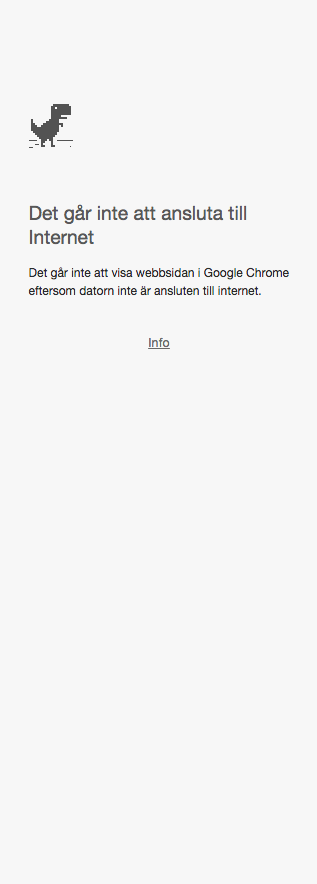 Det går inte att ansluta till
Internet
Det går inte att visa webbsidan i Google Chrome
eftersom datorn inte är ansluten till internet.
Info